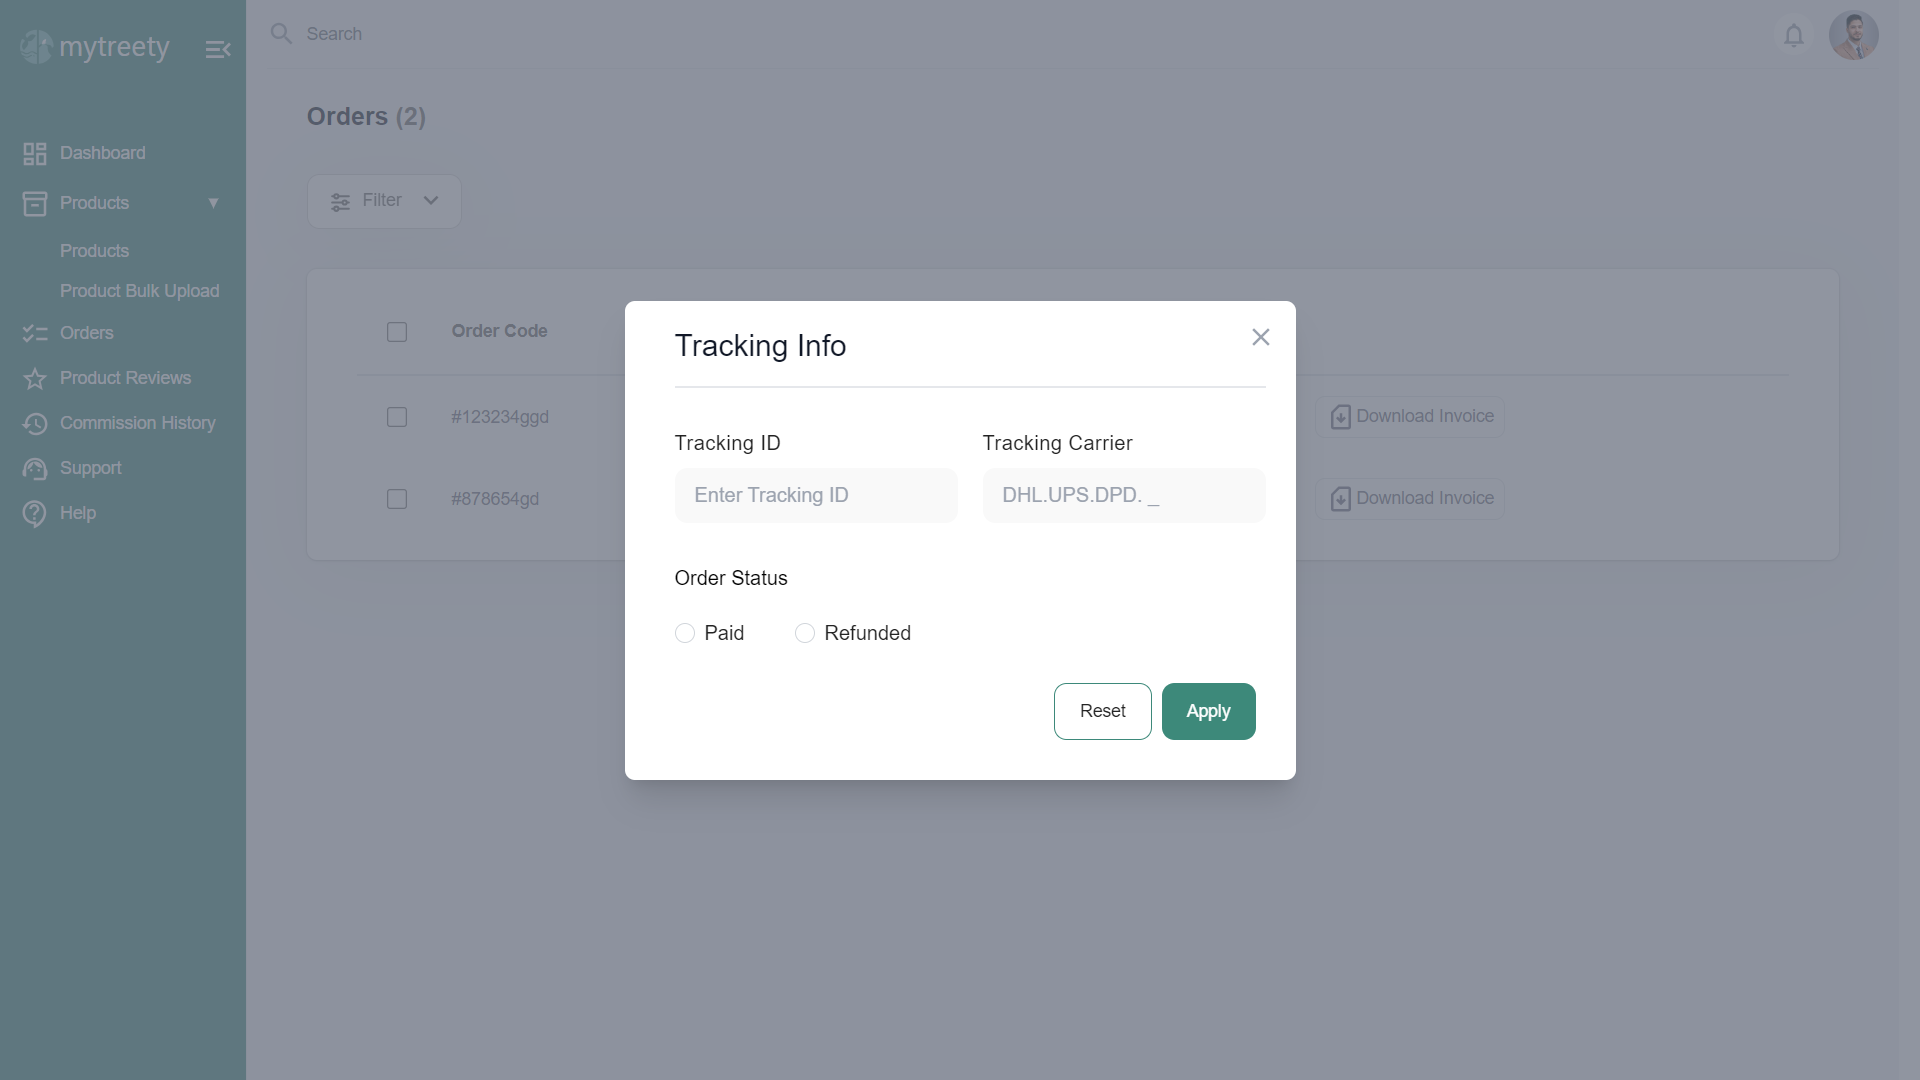 mytreety
Search
Orders (2)
Dashboard
Products
Filter
Products
Product Bulk Upload
Orders
Product Reviews
Commission History
Support
Help
Order Code
#123234ggd
Download Invoice
#878654gd
Download Invoice
Tracking Info
Tracking ID
Tracking Carrier
Enter Tracking ID
DHL.UPS.DPD. _
Order Status
Paid
Refunded
Reset
Apply